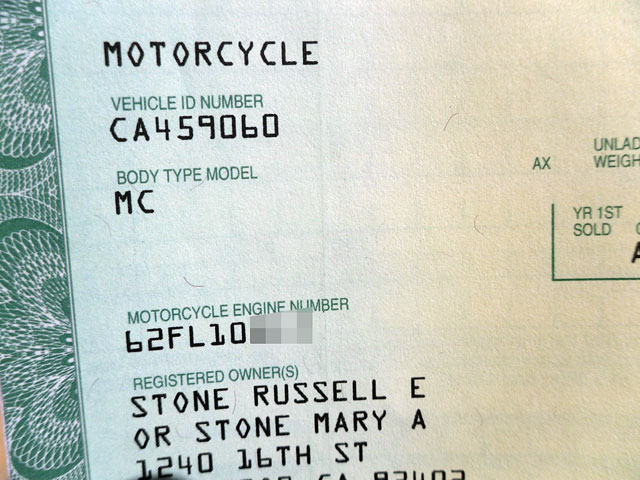 MOTORCYCLE
VEHICLE ID NUMBER
CA459060
BODY TYPE MODEL
MC
AX
UNLAD
WEIGH
YR 1ST
SOLD
MOTORCYCLE ENGINE NUMBER
62FL10
REGISTERED OWNER(S)
STONE RUSSELL E
OR STONE MARY A
1240 16TH ST
CA